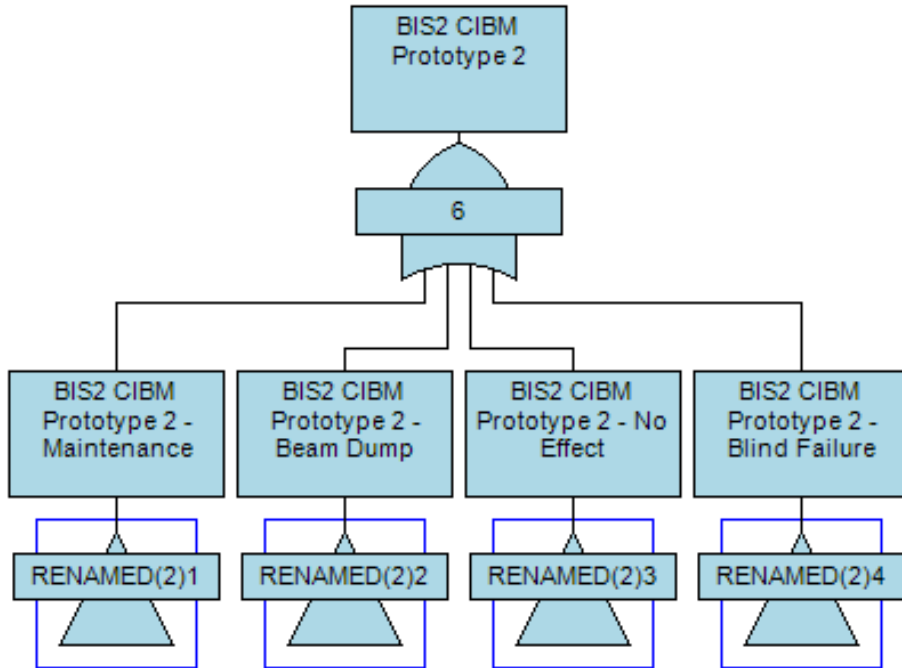 BIS2 CIBM
Prototype 2
6
BIS2 CIBM
Prototype 2 -
Maintenance
BIS2 CIBM
Prototype 2 -
Beam Dump
BIS2 CIBM
Prototype 2 - No
Effect
BIS2 CIBM
Prototype 2 -
Blind Failure
RENAMED(2)1
RENAMED(2)2
RENAMED(2)3
RENAMED(2)4